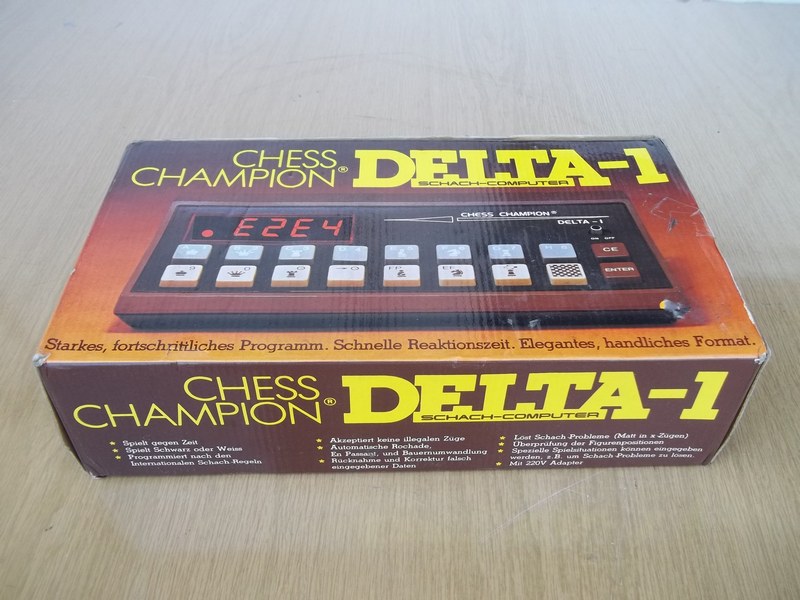 CHESS
CHAMPION® DELTA-1
SCHACH-COMPUTER
E2E4
CHESS CHAMPION®
DELTA - 1
ON OFF
CE
EP
EF
ENTER
Starkes, fortschrittliches Programm. Schnelle Reaktionszeit. Elegantes, handliches Format.
CHESS
CHAMPION® DELTA-1
SCHACH-COMPUTER
★ Spielt gegen Zeit
★ Spielt Schwarz oder Weiss
★ Programmiert nach den
Internationalen Schach-Regeln
★ Akzeptiert keine illegalen Züge
★ Automatische Rochade,
En Passant, und Bauernumwandlung
★ Rücknahme und Korrektur falsch
eingegebener Daten
★ Löst Schach-Probleme (Matt in x Zügen)
Überprüfung der Figurenpositionen
★ Spezielle Spielsituationen können eingegeben
werden, z.B. um Schach-Probleme zu lösen.
★ Mit 220V Adapter